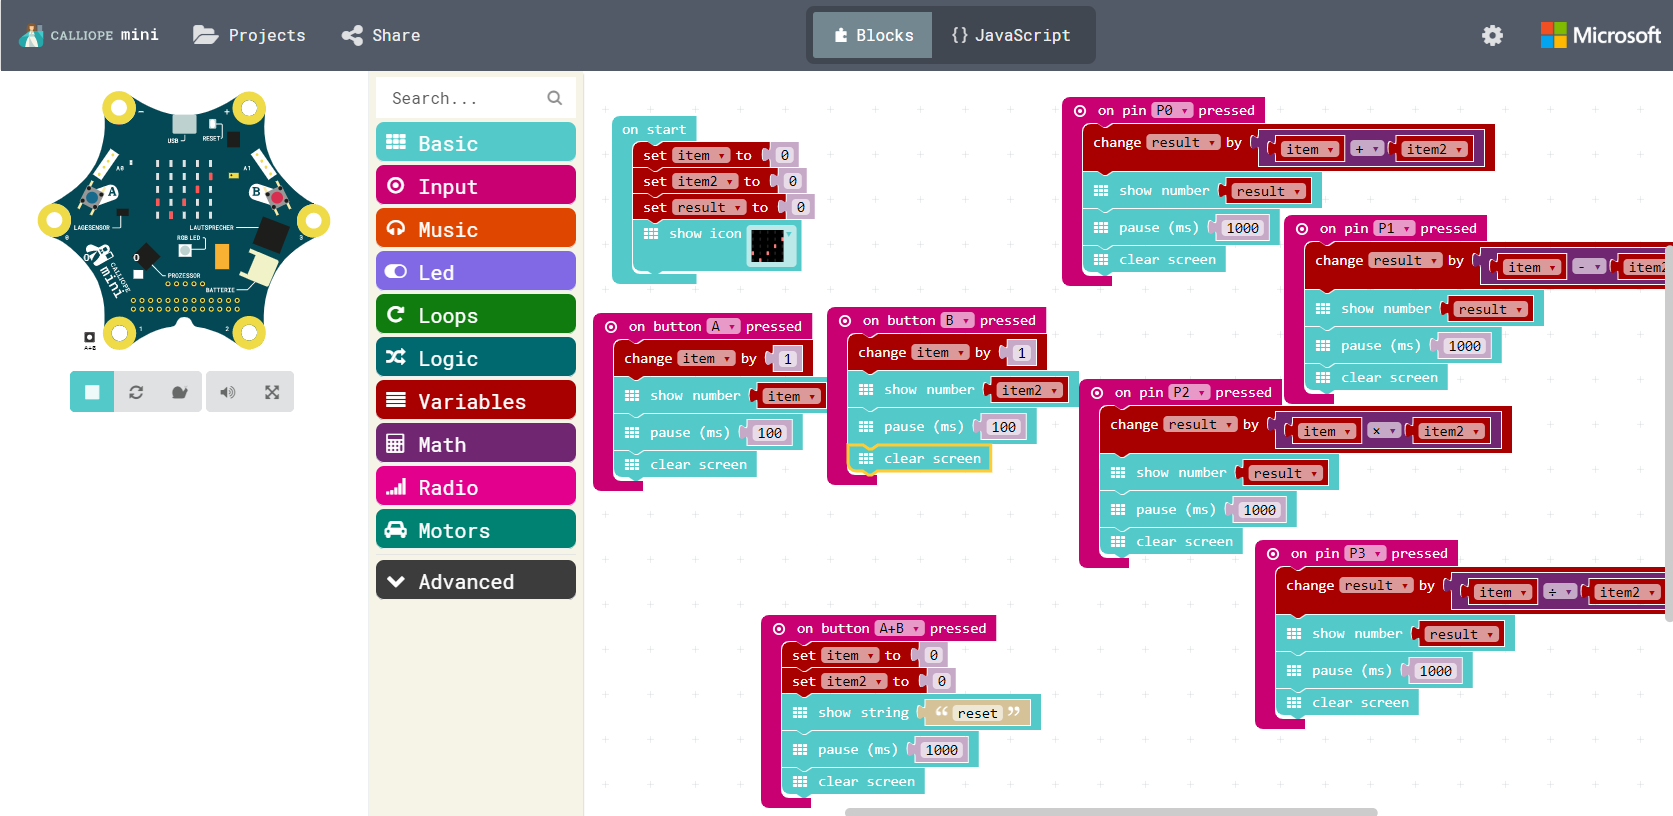 CALLIOPE mini
Projects
Share
Blocks
{} JavaScript
Microsoft
USB
RESET
A0
A1
A
B
LAGESENSOR
LAUTSPRECHER
RGB LED
PROZESSOR
BATTERIE
CALLIOPE
mini
0
0
0
1
2
3
A+B
Search...
Basic
Input
Music
Led
Loops
Logic
Variables
Math
Radio
Motors
Advanced
on start
set item to 0
set item2 to 0
set result to 0
show icon
on button A pressed
change item by 1
show number item
pause (ms) 100
clear screen
on button B pressed
change item by 1
show number item2
pause (ms) 100
clear screen
on button A+B pressed
set item to 0
set item2 to 0
show string “ reset ”
pause (ms) 1000
clear screen
on pin P0 pressed
change result by item + item2
show number result
pause (ms) 1000
clear screen
on pin P1 pressed
change result by item - item2
show number result
pause (ms) 1000
clear screen
on pin P2 pressed
change result by item × item2
show number result
pause (ms) 1000
clear screen
on pin P3 pressed
change result by item ÷ item2
show number result
pause (ms) 1000
clear screen